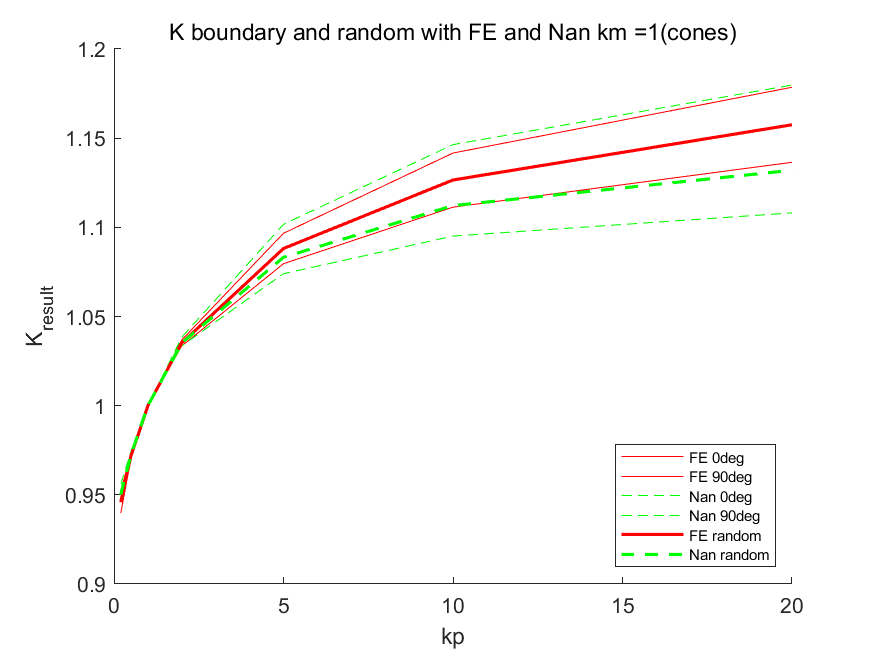 K boundary and random with FE and Nan km =1(cones)
1.2
1.15
1.1
1.05
1
0.95
0.9
K_result
0 5 10 15 20
kp
FE 0deg
FE 90deg
Nan 0deg
Nan 90deg
FE random
Nan random